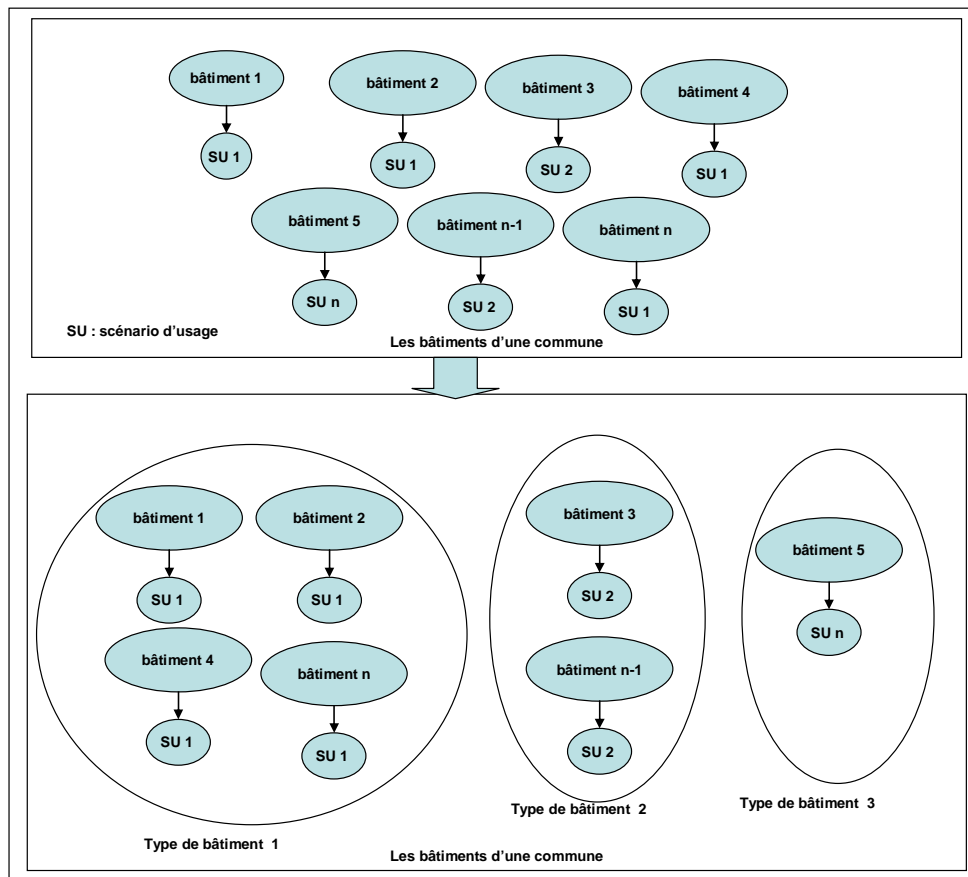 bâtiment 1
bâtiment 2
bâtiment 3
bâtiment 4
SU 1
SU 1
SU 2
SU 1
bâtiment 5
bâtiment n-1
bâtiment n
SU n
SU 2
SU 1
SU : scénario d'usage
Les bâtiments d'une commune
bâtiment 1
bâtiment 2
SU 1
SU 1
bâtiment 4
bâtiment n
SU 1
SU 1
Type de bâtiment 1
bâtiment 3
SU 2
bâtiment n-1
SU 2
Type de bâtiment 2
bâtiment 5
SU n
Type de bâtiment 3
Les bâtiments d'une commune